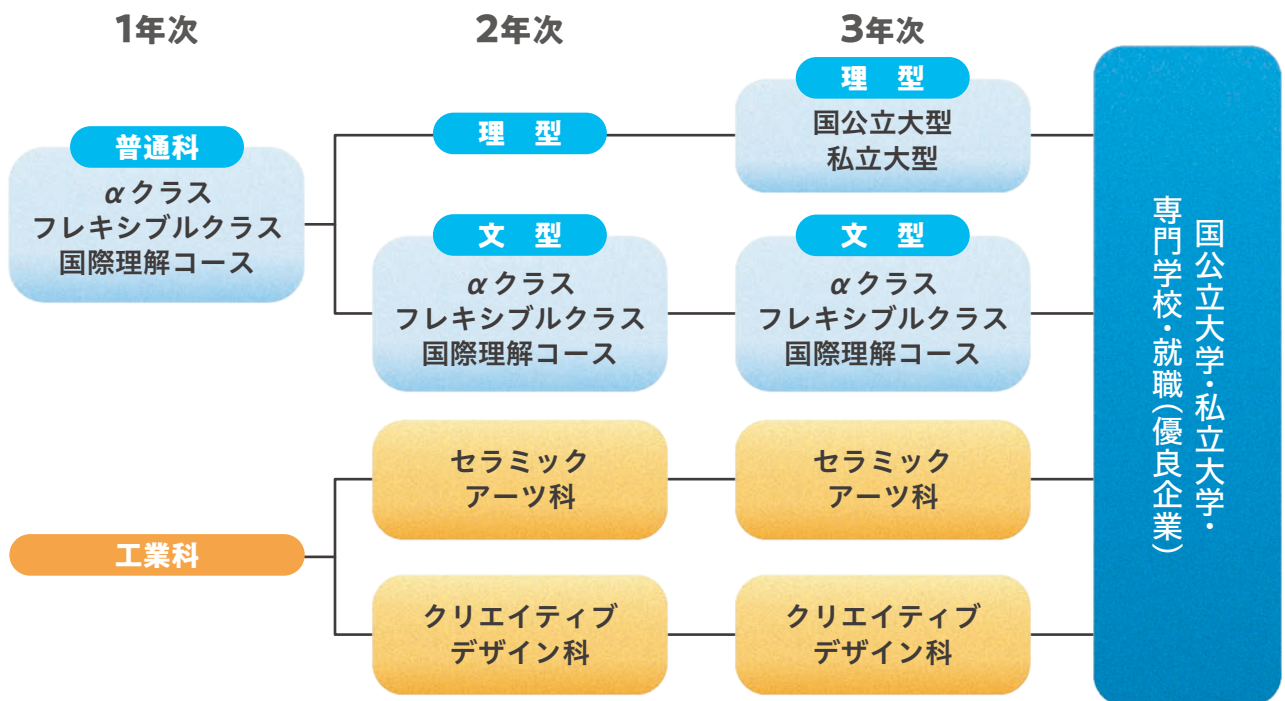 1年次
2年次
3年次
普通科
αクラス
フレキシブルクラス
国際理解コース
理 型
理 型
国公立大型
私立大型
文 型
αクラス
フレキシブルクラス
国際理解コース
文 型
αクラス
フレキシブルクラス
国際理解コース
工業科
セラミック
アーツ科
セラミック
アーツ科
クリエイティブ
デザイン科
クリエイティブ
デザイン科
国公立大学・私立大学・
専門学校・就職（優良企業）